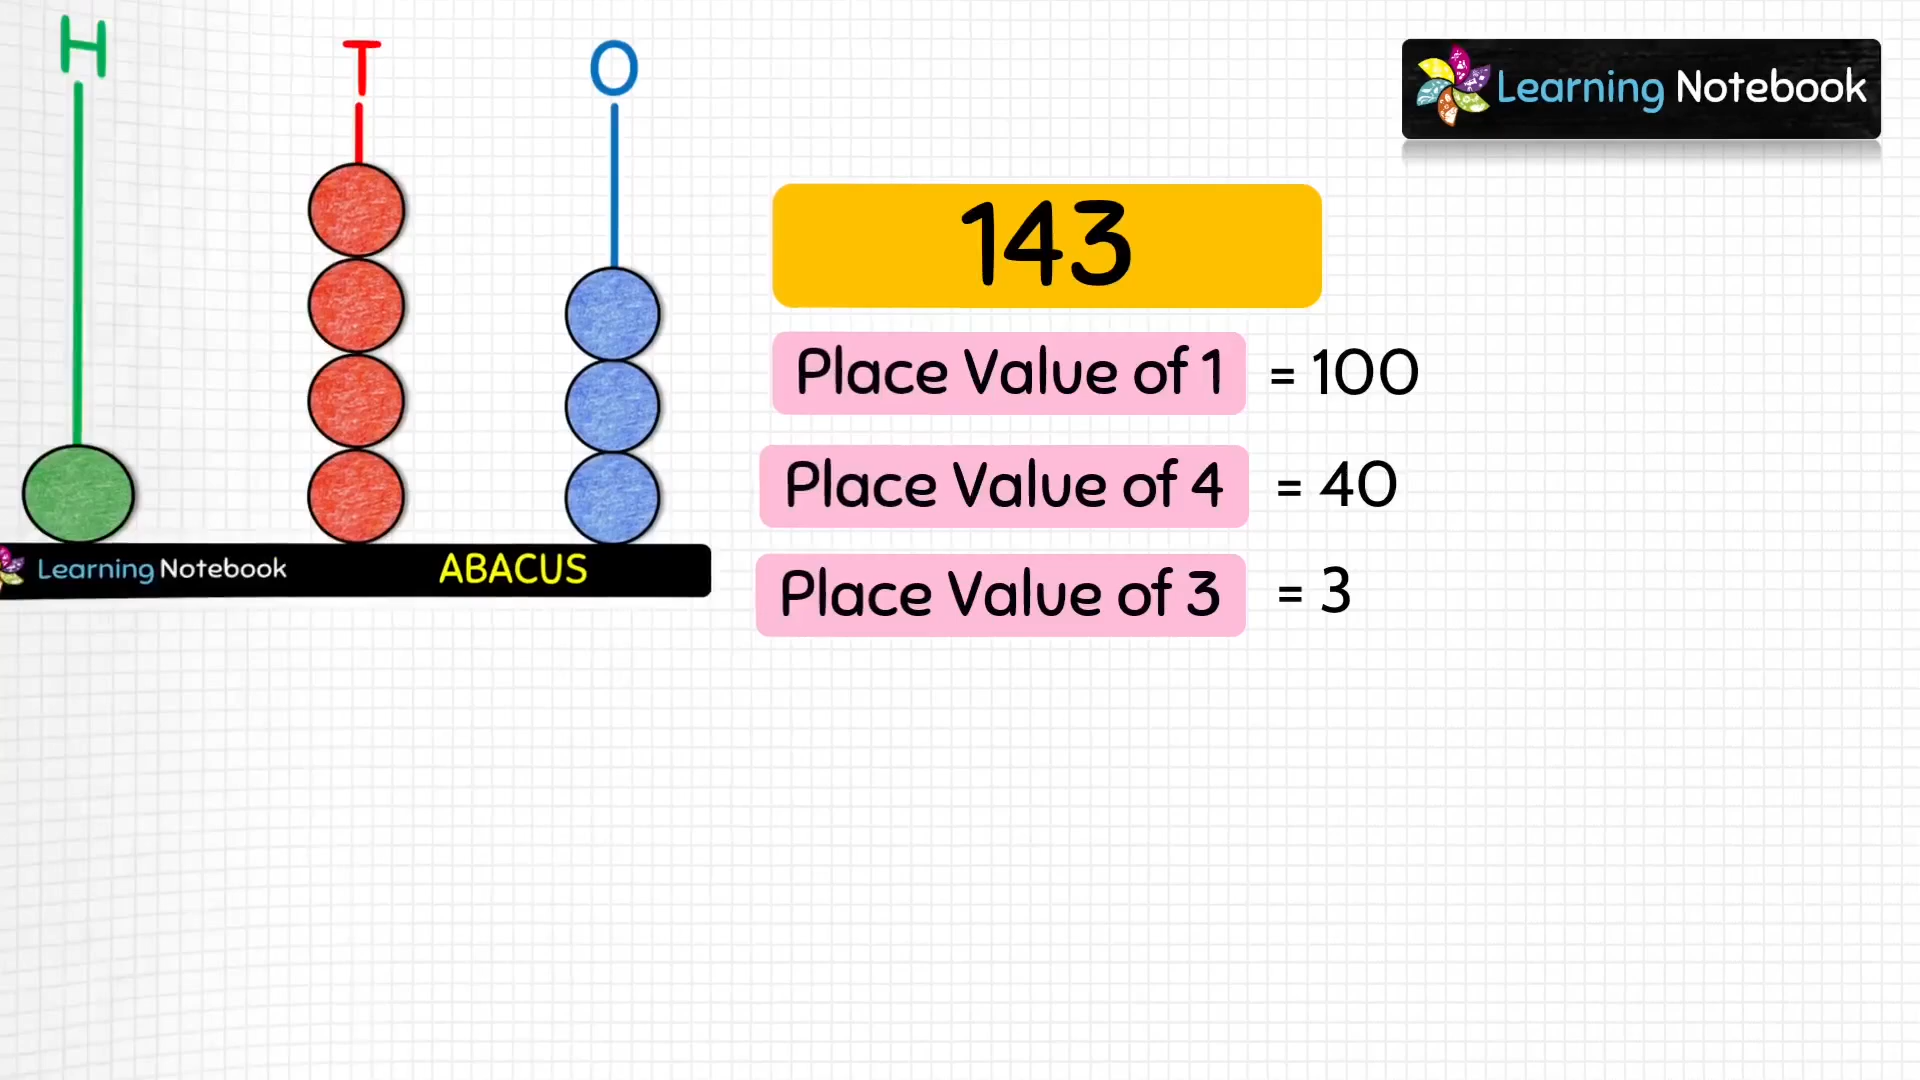 H T O
Learning Notebook
143
Place Value of 1 = 100
Place Value of 4 = 40
Place Value of 3 = 3
Learning Notebook ABACUS